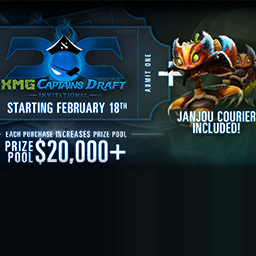 XMG CAPTAINS DRAFT
INVITATIONAL
STARTING FEBRUARY 18TH
ADMIT ONE
+
JANJOU COURIER
INCLUDED!
EACH PURCHASE INCREASES PRIZE POOL
PRIZE
POOL $20,000+